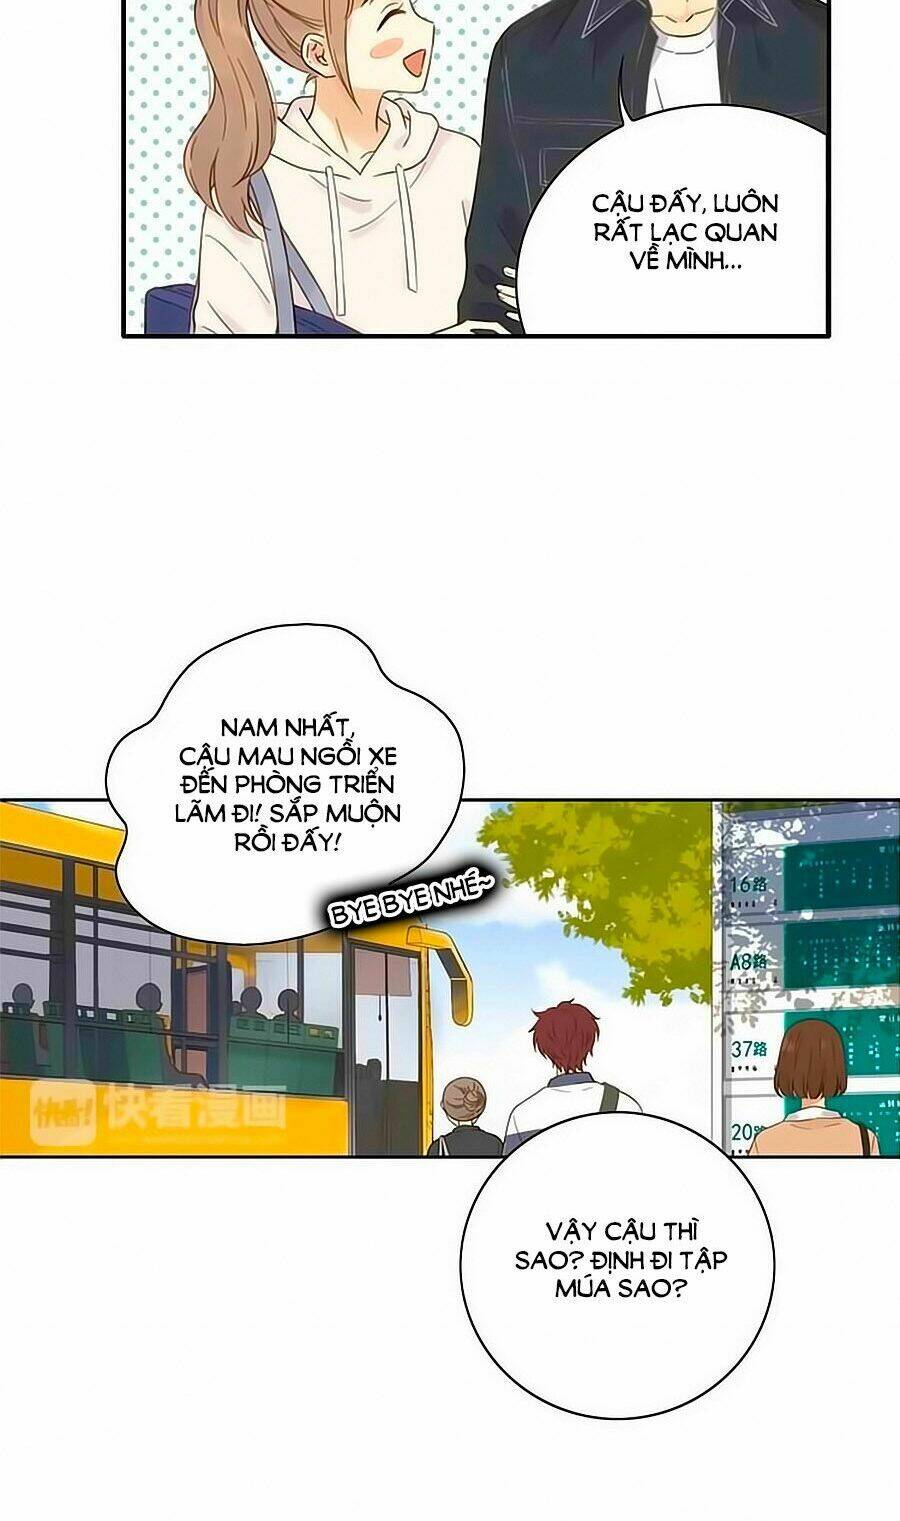 CẬU ĐẤY, LUÔN
RẤT LẠC QUAN
VỀ MÌNH...
NAM NHẤT,
CẬU MAU NGỒI XE
ĐẾN PHÒNG TRIỂN
LÃM ĐI! SẮP MUỘN
RỒI ĐẤY!
BYE BYE NHÉ~
16路
A8路
37路
20路
快看! 快看漫画
VẬY CẬU THÌ
SAO? ĐỊNH ĐI TẬP
MÚA SAO?